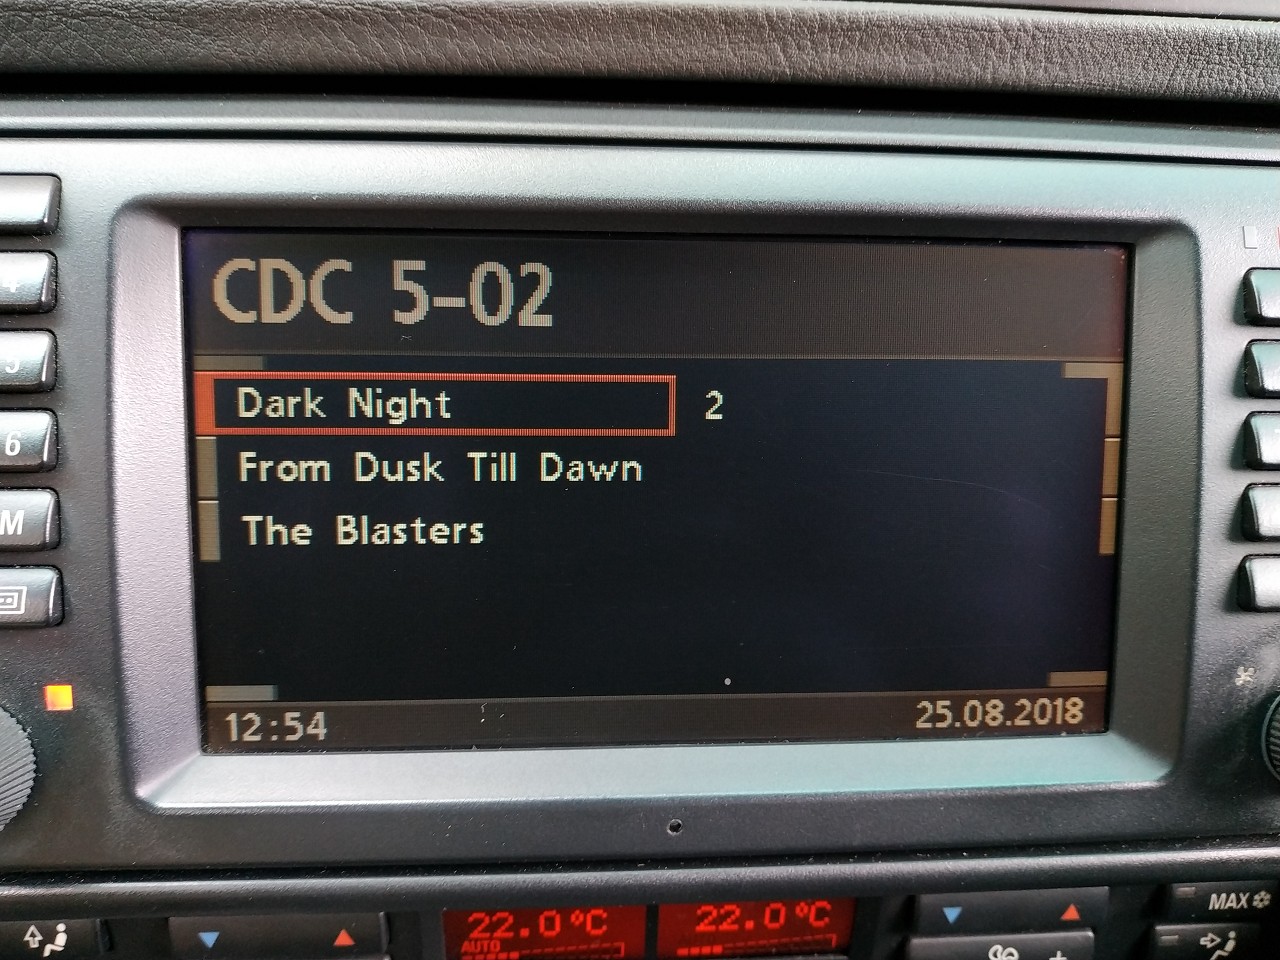 CDC 5-02
Dark Night 2
From Dusk Till Dawn
The Blasters
12:54 25.08.2018
6
M
22.0°C 22.0°C
AUTO
MAX